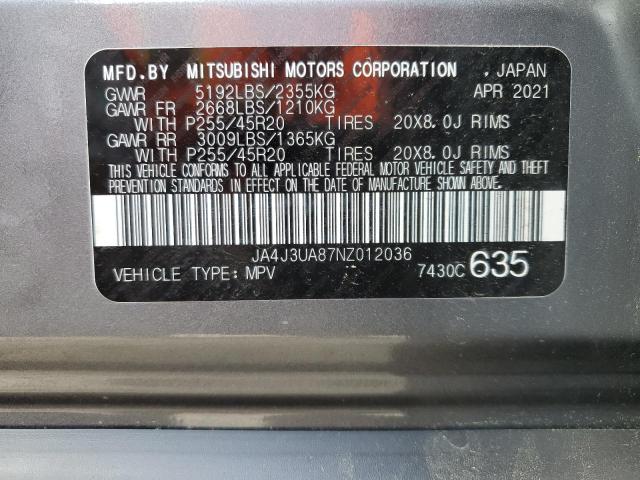 MFD.BY MITSUBISHI MOTORS CORPORATION , JAPAN
GVWR 5192LBS/2355KG APR 2021
GAWR FR 2668LBS/1210KG
WITH P255/45R20 TIRES 20X8.0J RIMS
GAWR RR 3009LBS/1365KG
WITH P255/45R20 TIRES 20X8.0J RIMS
THIS VEHICLE CONFORMS TO ALL APPLICABLE FEDERAL MOTOR VEHICLE SAFETY AND THEFT
PREVENTION STANDARDS IN EFFECT ON THE DATE OF MANUFACTURE SHOWN ABOVE.
JA4J3UA87NZ012036
VEHICLE TYPE: MPV 7430C 635